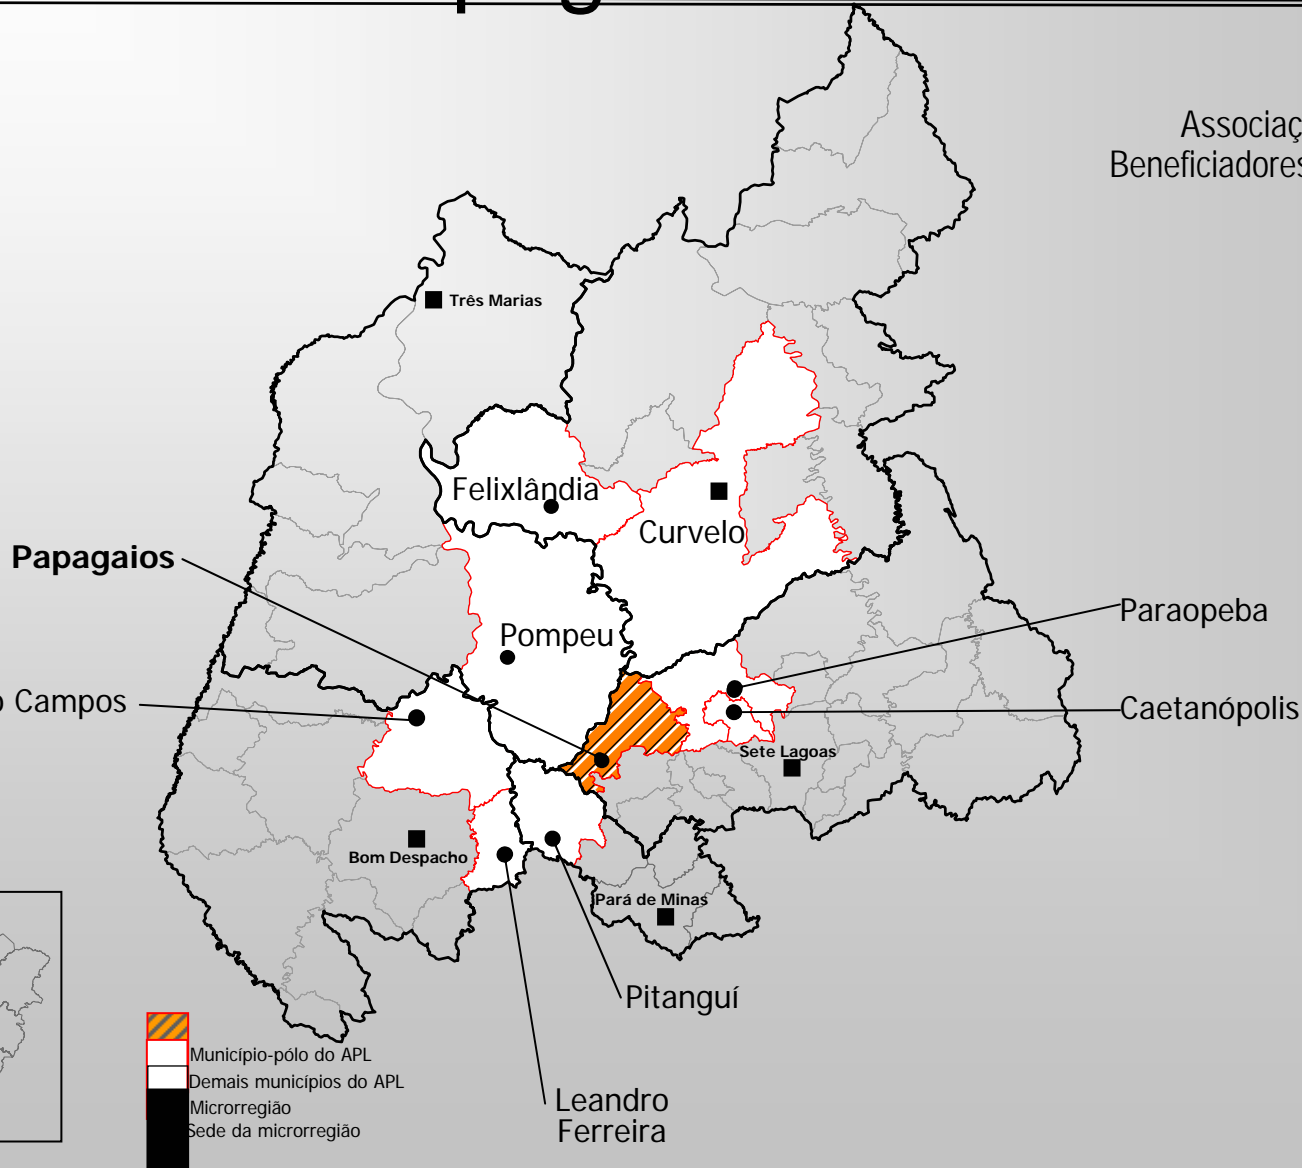 Associaç
Beneficiadores
Três Marias
Felixlândia
Curvelo
Papagaios
Paraopeba
Pompeu
o Campos
Caetanópolis
Sete Lagoas
Bom Despacho
Pará de Minas
Pitanguí
Município-pólo do APL
Demais municípios do APL
Microrregião
Sede da microrregião
Leandro
Ferreira